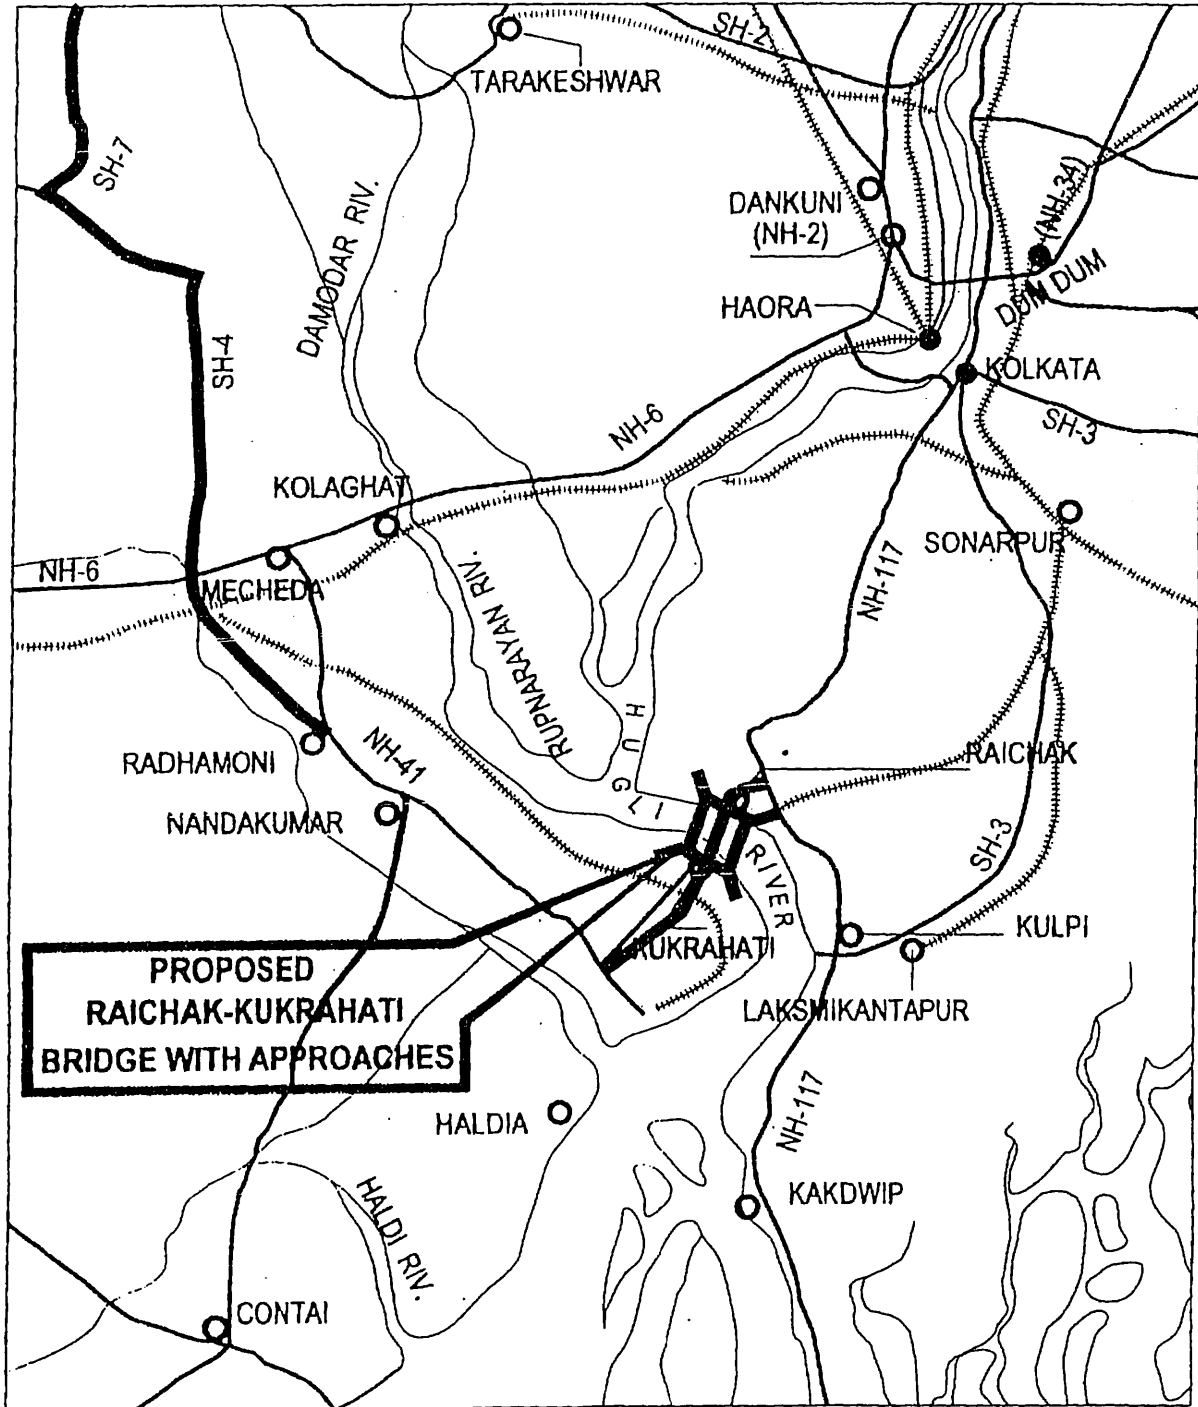 SH-2
TARAKESHWAR
SH-7
DAMODAR RIV.
DANKUNI
(NH-2)
(NH-34)
DUM DUM
HAORA
SH-4
KOLKATA
NH-6
SH-3
KOLAGHAT
SONARPUR
NH-6
MECHEDA
NH-117
RUPNARAYAN RIV.
HUGLI
RIVER
RADHAMONI
NH-41
RAICHAK
NANDAKUMAR
SH-3
KULPI
KUKRAHATI
PROPOSED
RAICHAK-KUKRAHATI
BRIDGE WITH APPROACHES
LAKSMIKANTAPUR
HALDIA
NH-117
KAKDWIP
HALDI RIV.
CONTAI